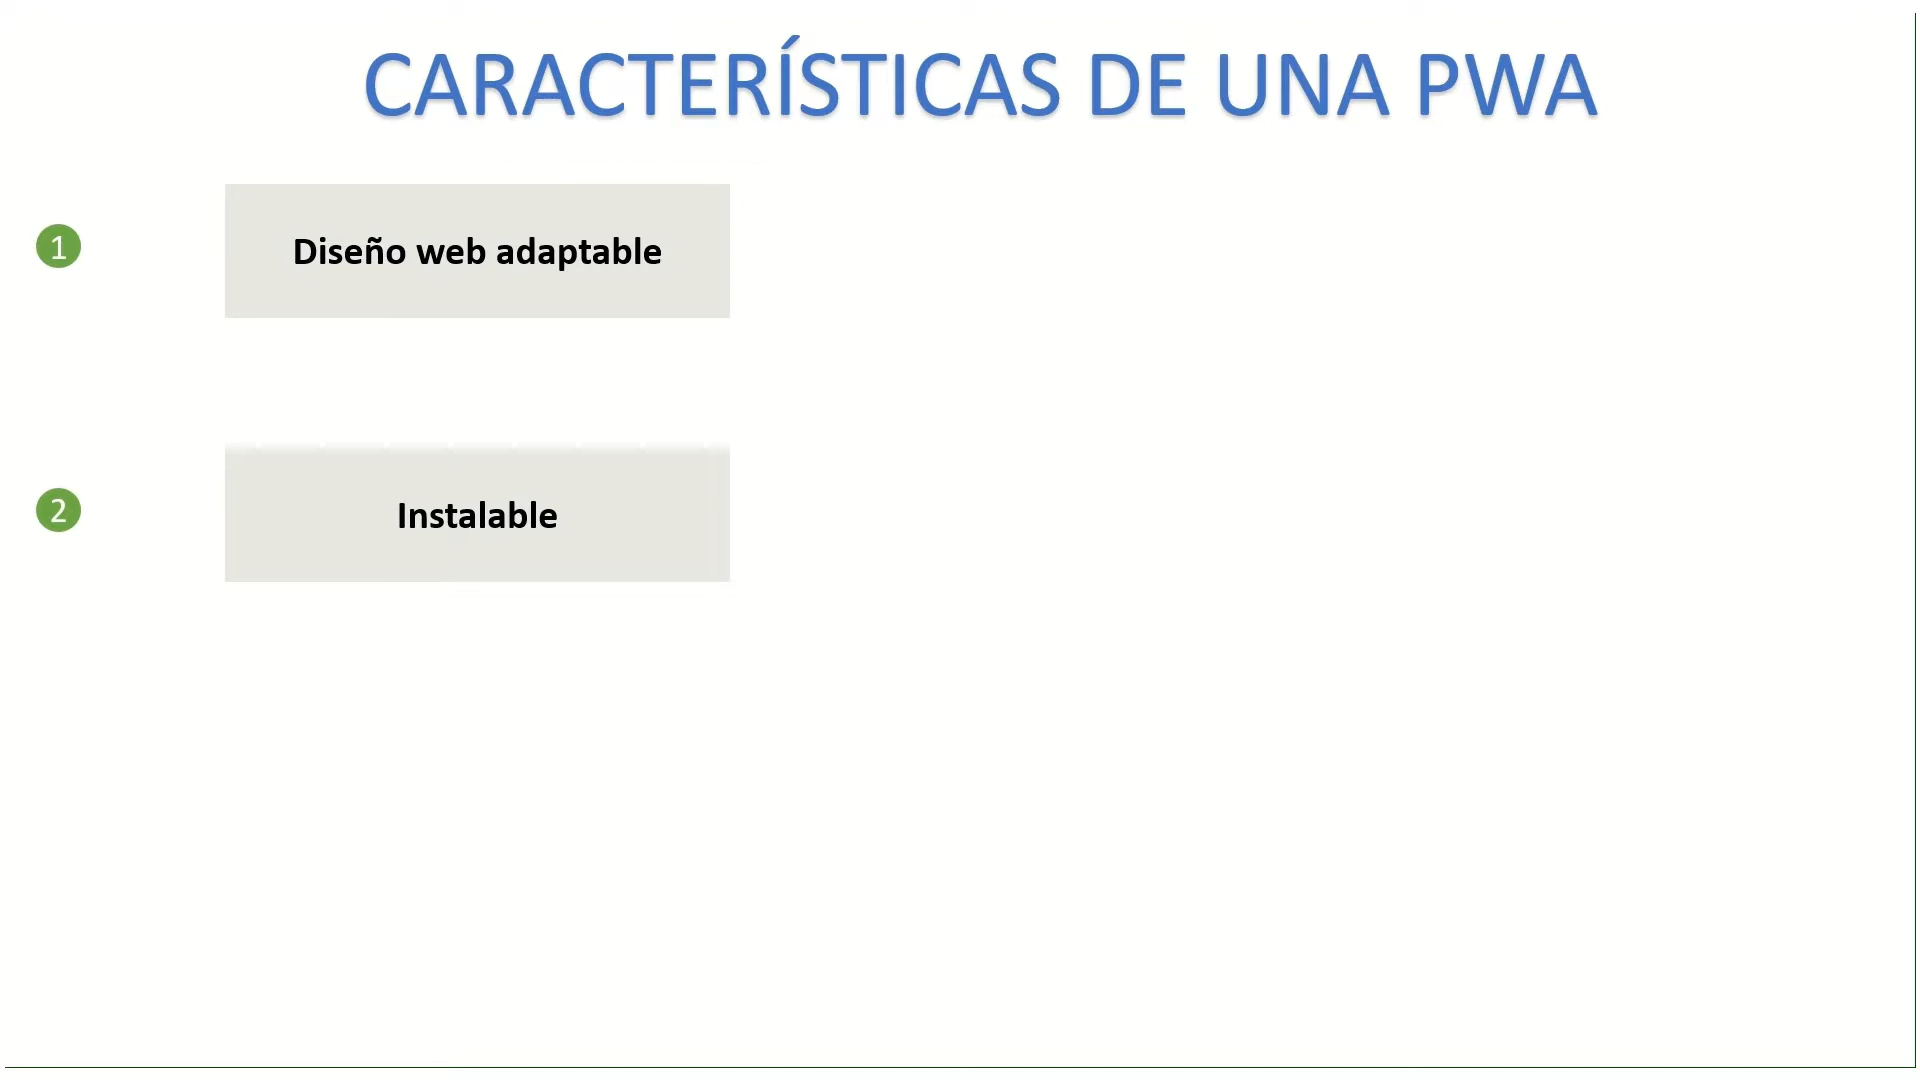 CARACTERÍSTICAS DE UNA PWA
1
Diseño web adaptable
2
Instalable